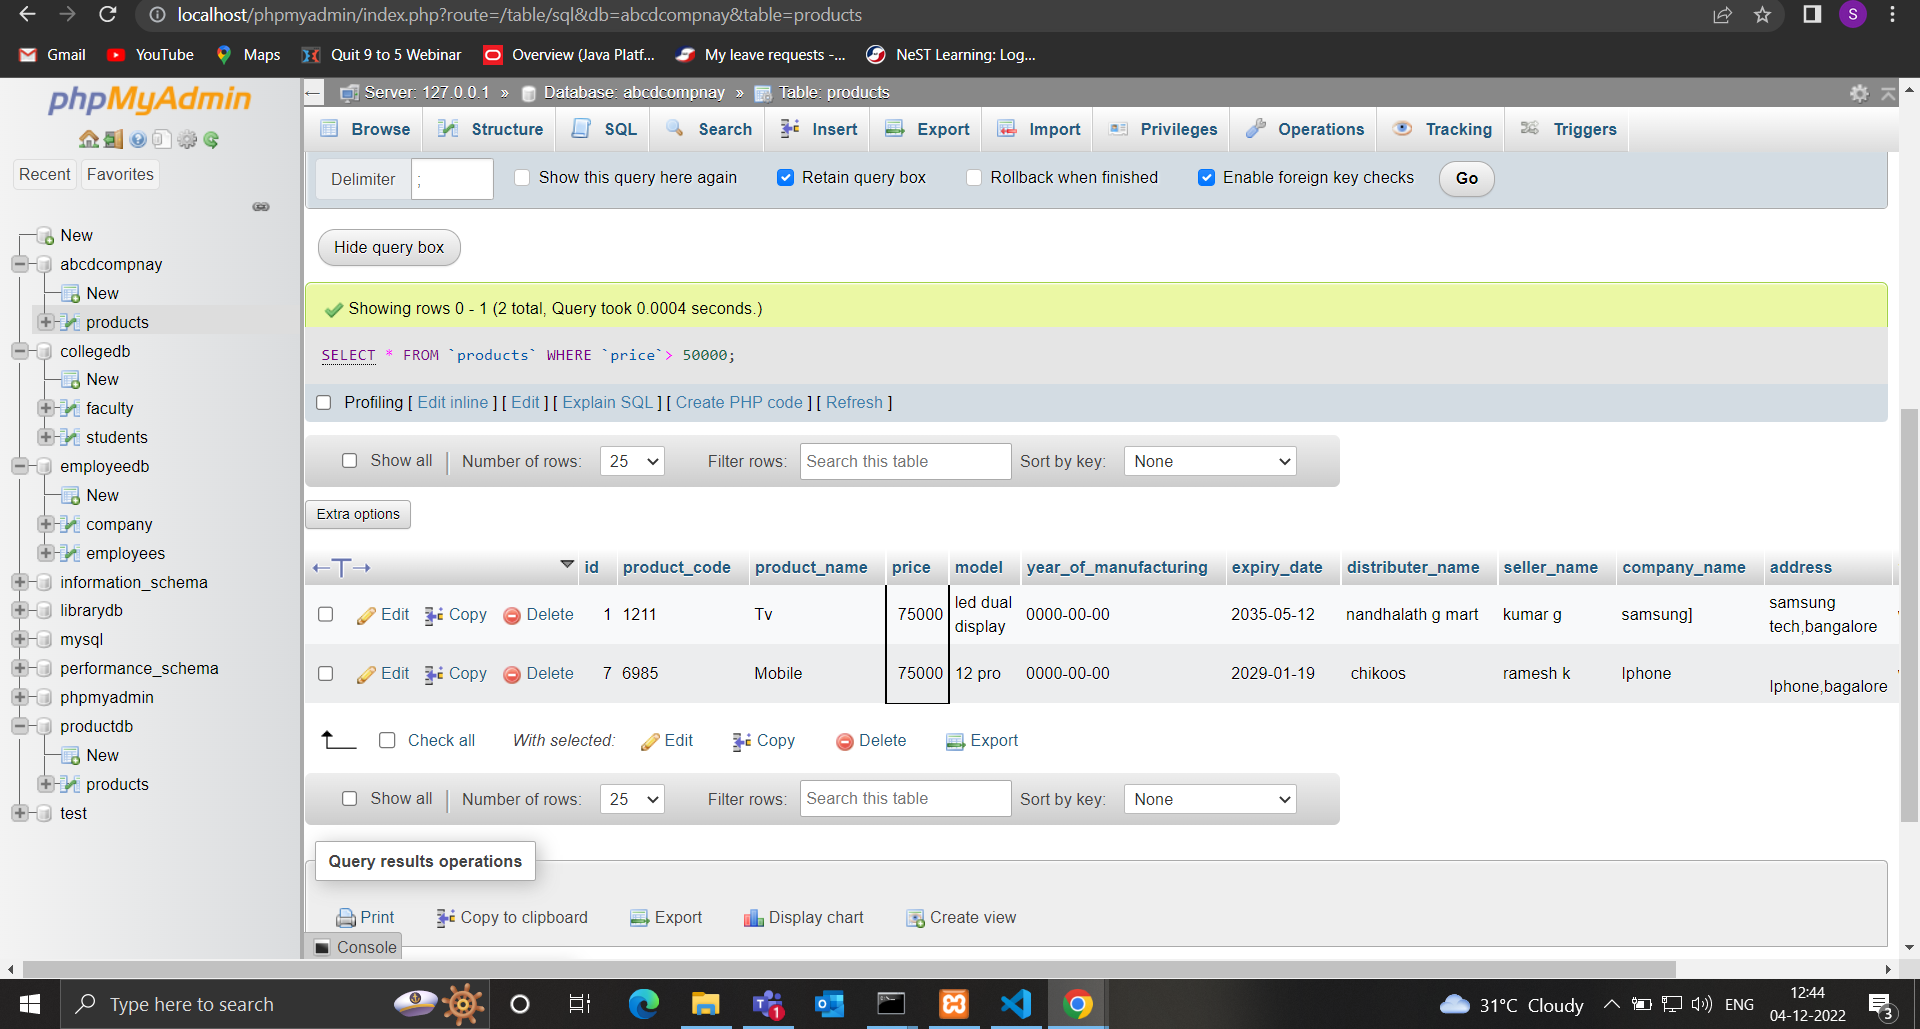 localhost/phpmyadmin/index.php?route=/table/sql&db=abcdcompnay&table=products
S
Gmail YouTube Maps Quit 9 to 5 Webinar Overview (Java Platf... My leave requests -... NeST Learning: Log...
phpMyAdmin
Recent Favorites
New
abcdcompnay
New
products
collegedb
New
faculty
students
employeedb
New
company
employees
information_schema
librarydb
mysql
performance_schema
phpmyadmin
productdb
New
products
test
Server: 127.0.0.1 » Database: abcdcompnay » Table: products
Browse Structure SQL Search Insert Export Import Privileges Operations Tracking Triggers
Delimiter ; Show this query here again Retain query box Rollback when finished Enable foreign key checks Go
Hide query box
Showing rows 0 - 1 (2 total, Query took 0.0004 seconds.)
SELECT * FROM `products` WHERE `price`> 50000;
Profiling [ Edit inline ] [ Edit ] [ Explain SQL ] [ Create PHP code ] [ Refresh ]
Show all Number of rows: 25 Filter rows: Search this table Sort by key: None
Extra options
←T→ id product_code product_name price model year_of_manufacturing expiry_date distributer_name seller_name company_name address
Edit Copy Delete 1 1211 Tv 75000 led dual display 0000-00-00 2035-05-12 nandhalath g mart kumar g samsung] samsung tech,bangalore
Edit Copy Delete 7 6985 Mobile 75000 12 pro 0000-00-00 2029-01-19 chikoos ramesh k Iphone Iphone,bagalore
Check all With selected: Edit Copy Delete Export
Show all Number of rows: 25 Filter rows: Search this table Sort by key: None
Query results operations
Print Copy to clipboard Export Display chart Create view
Console
Type here to search
1
31°C Cloudy
ENG
12:44
04-12-2022
3